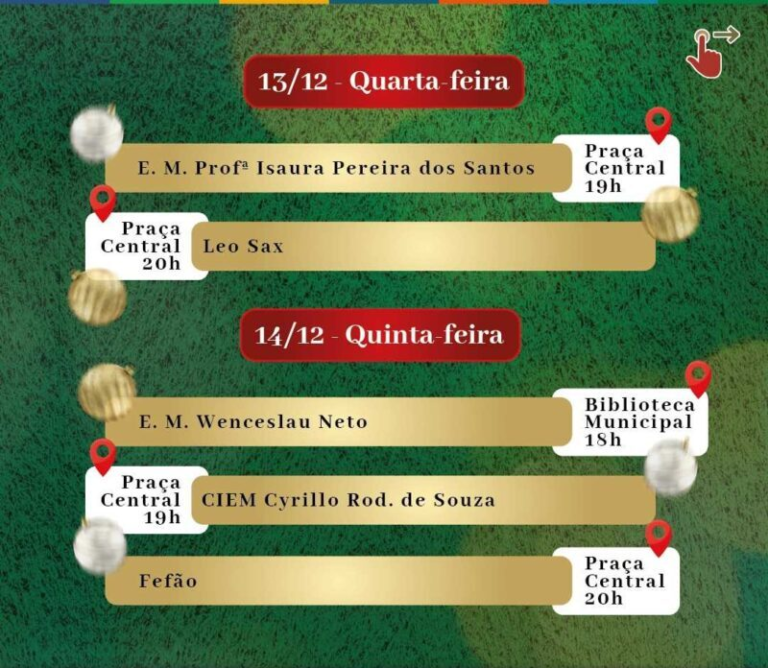 13/12 - Quarta-feira
E. M. Profª Isaura Pereira dos Santos
Praça
Central
19h
Praça
Central
20h
Leo Sax
14/12 - Quinta-feira
E. M. Wenceslau Neto
Biblioteca
Municipal
18h
Praça
Central
19h
CIEM Cyrillo Rod. de Souza
Fefão
Praça
Central
20h